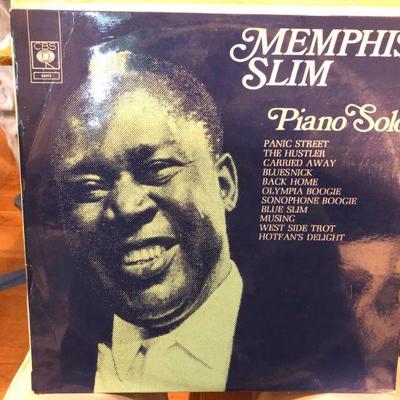 CBS
MEMPHIS
SLIM
Piano Solo
PANIC STREET
THE HUSTLER
CARRIED AWAY
BLUESNICK
BACK HOME
OLYMPIA BOOGIE
SONOPHONE BOOGIE
BLUE SLIM
MUSING
WEST SIDE TROT
HOTFAN'S DELIGHT